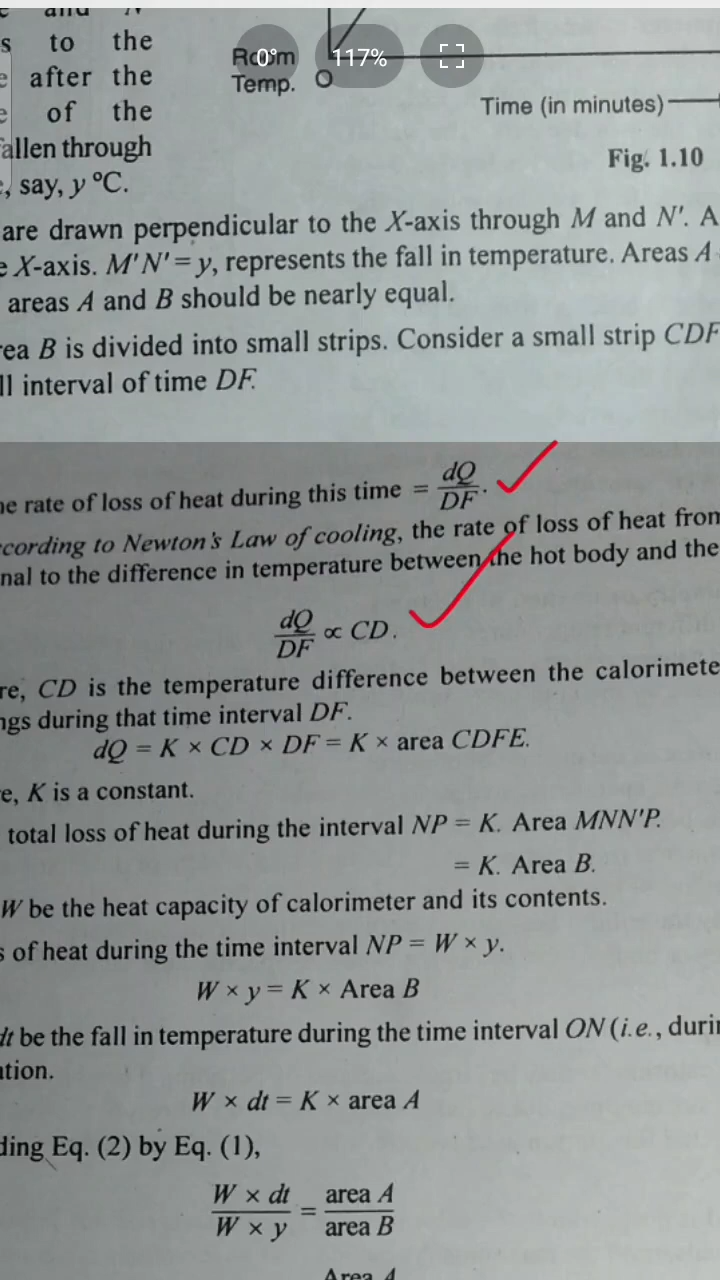 s to the
after the
of the
allen through
, say, y °C.
0° 117%
Room
Temp. O
Time (in minutes)
Fig. 1.10
are drawn perpendicular to the X-axis through M and N'. A
e X-axis. M'N' = y, represents the fall in temperature. Areas A
areas A and B should be nearly equal.
rea B is divided into small strips. Consider a small strip CDF
ll interval of time DF.
he rate of loss of heat during this time = dQ/DF.
cording to Newton's Law of cooling, the rate of loss of heat from
nal to the difference in temperature between the hot body and the
dQ/DF ∝ CD.
re, CD is the temperature difference between the calorimete
ngs during that time interval DF.
dQ = K × CD × DF = K × area CDFE.
e, K is a constant.
total loss of heat during the interval NP = K. Area MNN'P.
= K. Area B.
W be the heat capacity of calorimeter and its contents.
s of heat during the time interval NP = W × y.
W × y = K × Area B
dt be the fall in temperature during the time interval ON (i.e., durin
ation.
W × dt = K × area A
ding Eq. (2) by Eq. (1),
W × dt/W × y = area A/area B
Area A